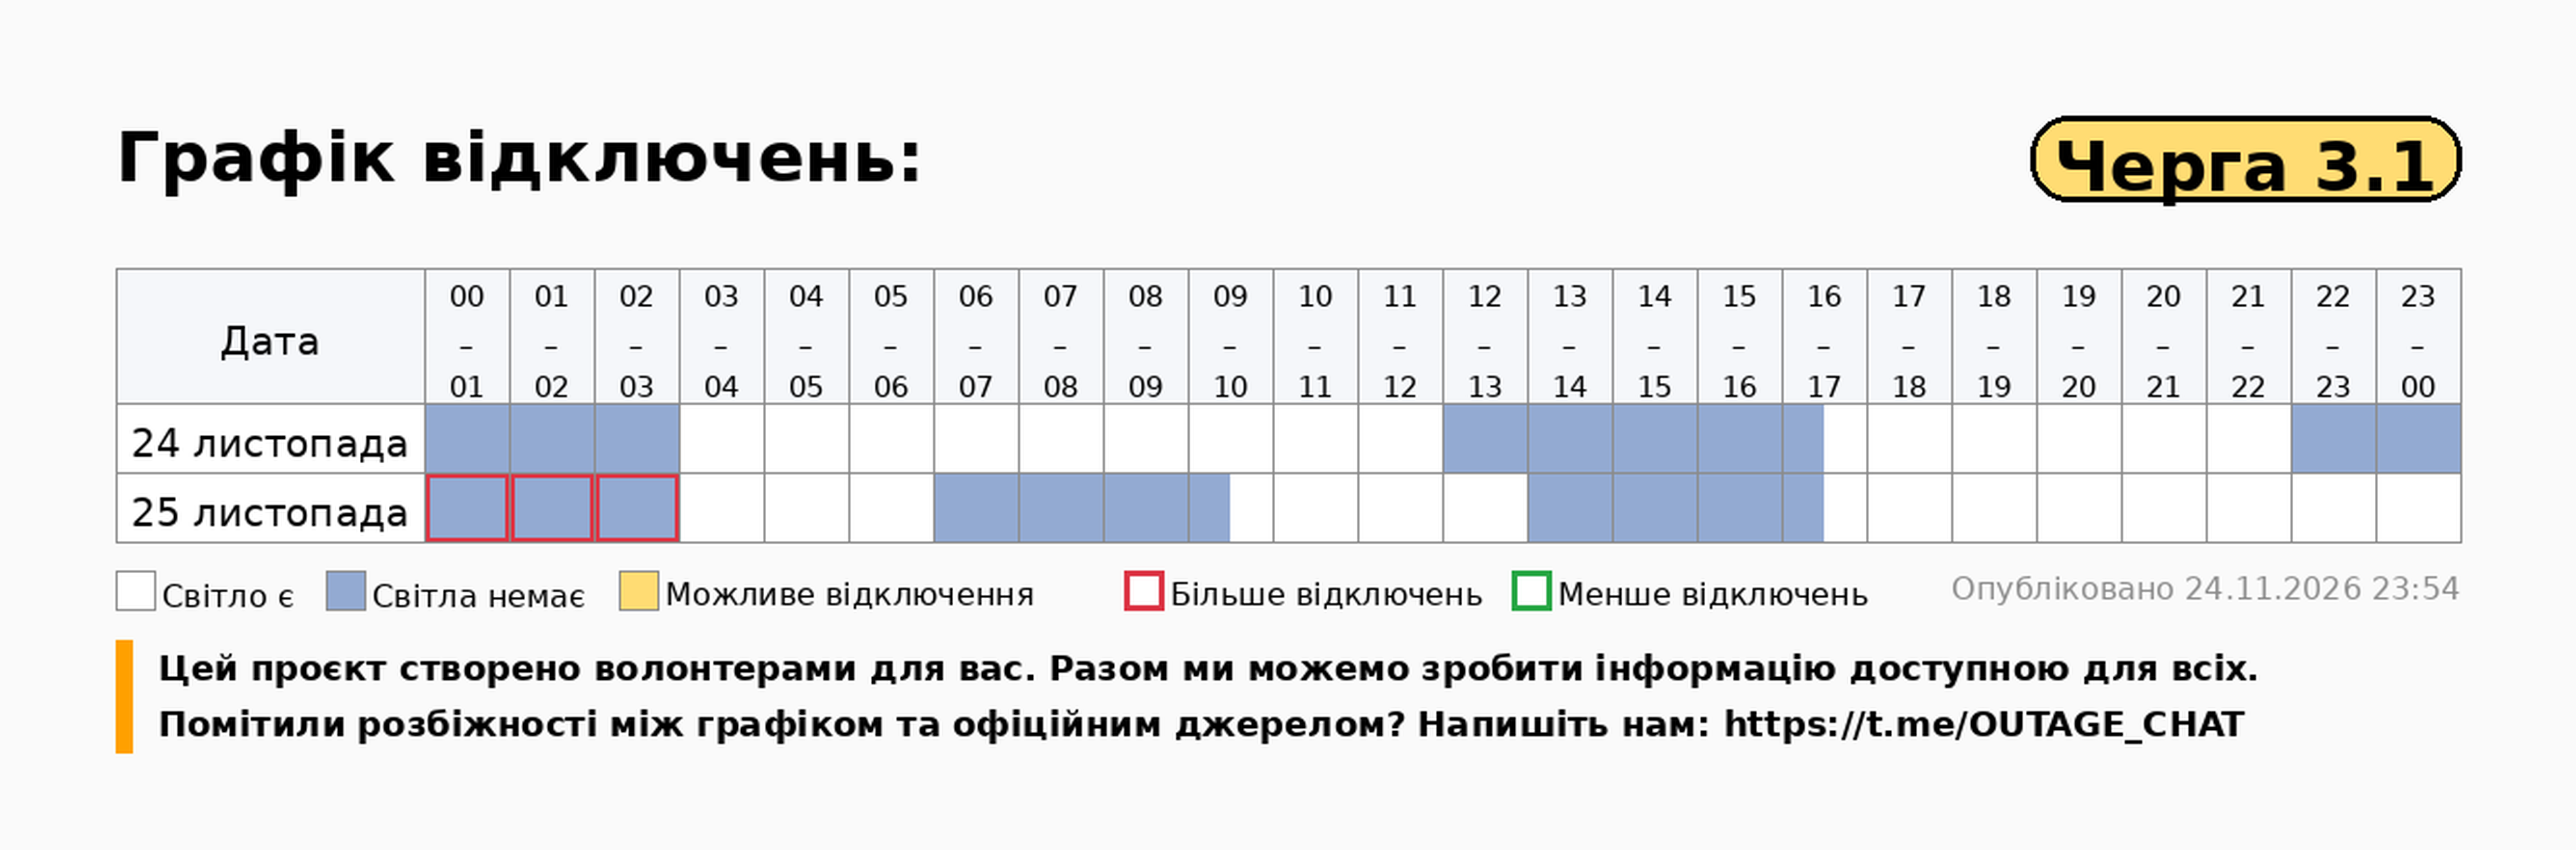 Графік відключень:
Черга 3.1
Дата
00 – 01
01 – 02
02 – 03
03 – 04
04 – 05
05 – 06
06 – 07
07 – 08
08 – 09
09 – 10
10 – 11
11 – 12
12 – 13
13 – 14
14 – 15
15 – 16
16 – 17
17 – 18
18 – 19
19 – 20
20 – 21
21 – 22
22 – 23
23 – 00
24 листопада
25 листопада
Світло є
Світла немає
Можливе відключення
Більше відключень
Менше відключень
Опубліковано 24.11.2026 23:54
Цей проєкт створено волонтерами для вас. Разом ми можемо зробити інформацію доступною для всіх.
Помітили розбіжності між графіком та офіційним джерелом? Напишіть нам: https://t.me/OUTAGE_CHAT